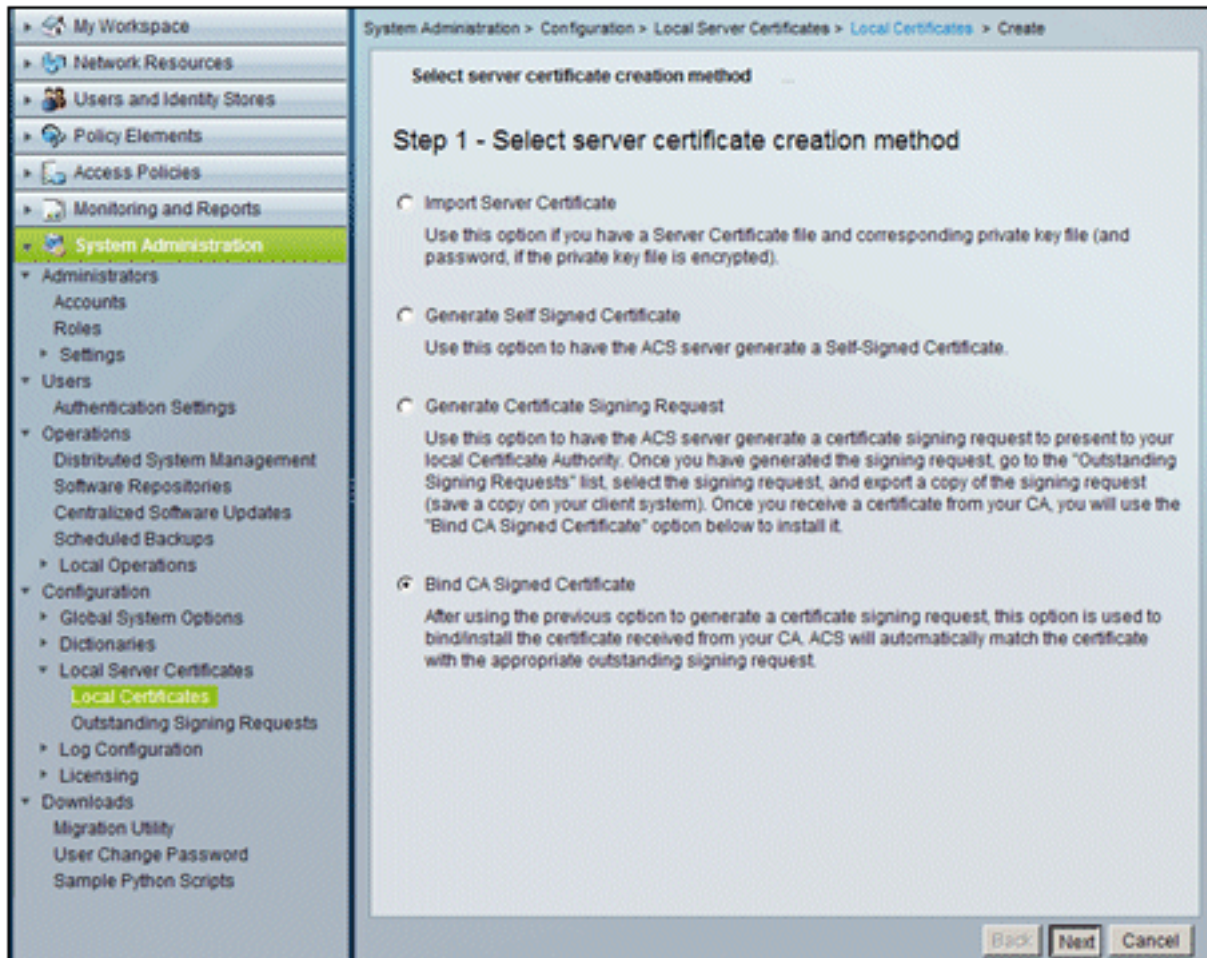 My Workspace
Network Resources
Users and Identity Stores
Policy Elements
Access Policies
Monitoring and Reports
System Administration
Administrators
Accounts
Roles
Settings
Users
Authentication Settings
Operations
Distributed System Management
Software Repositories
Centralized Software Updates
Scheduled Backups
Local Operations
Configuration
Global System Options
Dictionaries
Local Server Certificates
Local Certificates
Outstanding Signing Requests
Log Configuration
Licensing
Downloads
Migration Utility
User Change Password
Sample Python Scripts
System Administration > Configuration > Local Server Certificates > Local Certificates > Create
Select server certificate creation method
Step 1 - Select server certificate creation method
Import Server Certificate
Use this option if you have a Server Certificate file and corresponding private key file (and
password, if the private key file is encrypted).
Generate Self Signed Certificate
Use this option to have the ACS server generate a Self-Signed Certificate.
Generate Certificate Signing Request
Use this option to have the ACS server generate a certificate signing request to present to your
local Certificate Authority. Once you have generated the signing request, go to the "Outstanding
Signing Requests" list, select the signing request, and export a copy of the signing request
(save a copy on your client system). Once you receive a certificate from your CA, you will use the
"Bind CA Signed Certificate" option below to install it.
Bind CA Signed Certificate
After using the previous option to generate a certificate signing request, this option is used to
bind/install the certificate received from your CA. ACS will automatically match the certificate
with the appropriate outstanding signing request.
Back Next Cancel